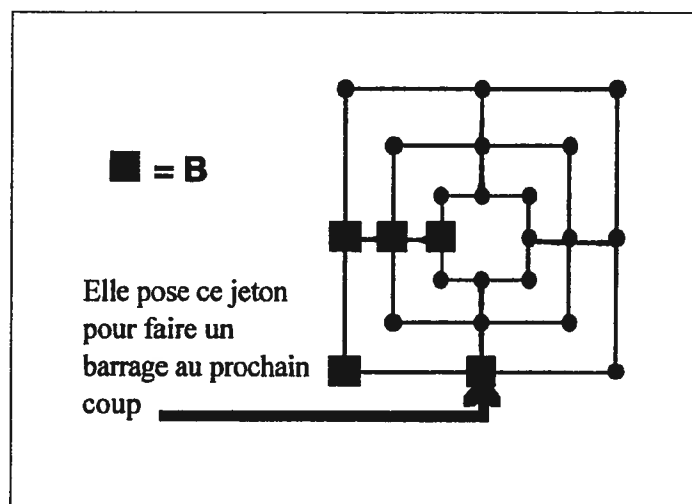 = B
Elle pose ce jeton
pour faire un
barrage au prochain
coup